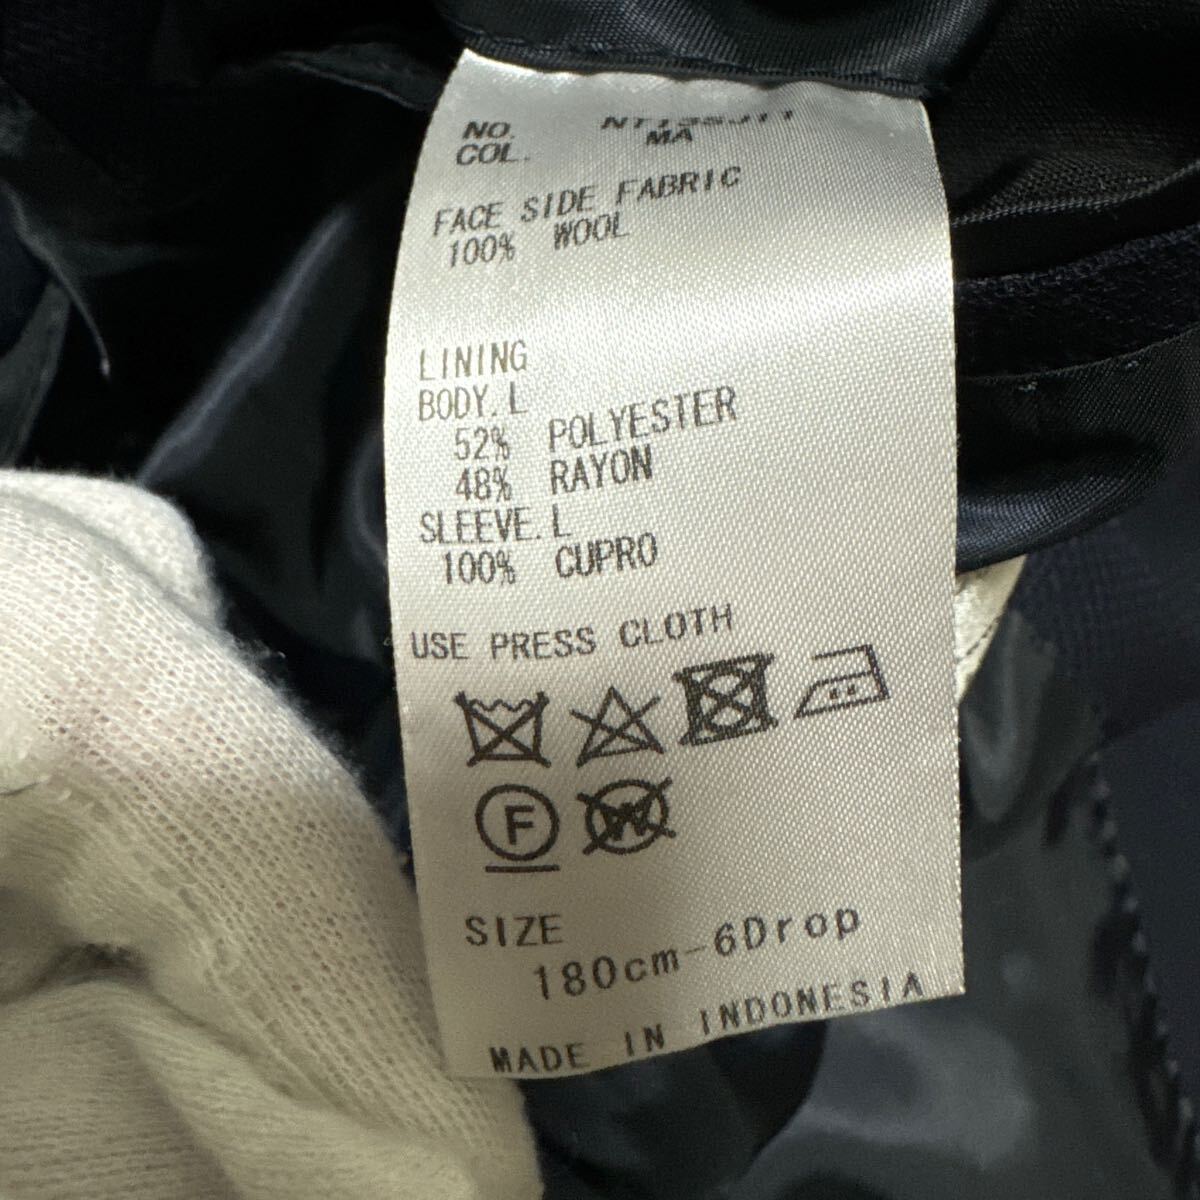 NO.
COL. MA
FACE SIDE FABRIC
100% WOOL
LINING
BODY.L
52% POLYESTER
48% RAYON
SLEEVE.L
100% CUPRO
USE PRESS CLOTH
F W
SIZE
180cm-6Drop
MADE IN INDONESIA